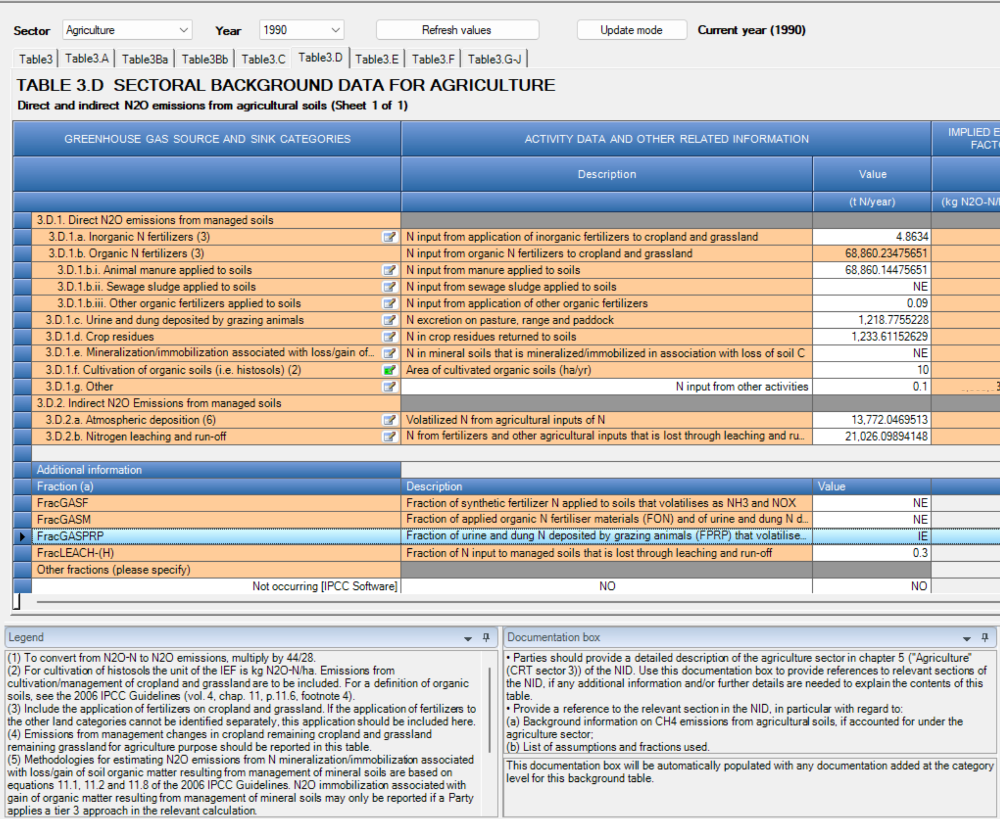 Sector Agriculture Year 1990 Refresh values Update mode Current year (1990)
Table3 Table3.A Table3Ba Table3Bb Table3.C Table3.D Table3.E Table3.F Table3.G-J
TABLE 3.D SECTORAL BACKGROUND DATA FOR AGRICULTURE
Direct and indirect N2O emissions from agricultural soils (Sheet 1 of 1)
GREENHOUSE GAS SOURCE AND SINK CATEGORIES ACTIVITY DATA AND OTHER RELATED INFORMATION IMPLIED E
FACTO
Description Value
(t N/year) (kg N2O-N/
3.D.1. Direct N2O emissions from managed soils
3.D.1.a. Inorganic N fertilizers (3) N input from application of inorganic fertilizers to cropland and grassland 4.8634
3.D.1.b. Organic N fertilizers (3) N input from organic N fertilizers to cropland and grassland 68,860.23475651
3.D.1.b.i. Animal manure applied to soils N input from manure applied to soils 68,860.14475651
3.D.1.b.ii. Sewage sludge applied to soils N input from sewage sludge applied to soils NE
3.D.1.b.iii. Other organic fertilizers applied to soils N input from application of other organic fertilizers 0.09
3.D.1.c. Urine and dung deposited by grazing animals N excretion on pasture, range and paddock 1,218.7755228
3.D.1.d. Crop residues N in crop residues returned to soils 1,233.61152629
3.D.1.e. Mineralization/immobilization associated with loss/gain of... N in mineral soils that is mineralized/immobilized in association with loss of soil C NE
3.D.1.f. Cultivation of organic soils (i.e. histosols) (2) Area of cultivated organic soils (ha/yr) 10
3.D.1.g. Other N input from other activities 0.1
3.D.2. Indirect N2O Emissions from managed soils
3.D.2.a. Atmospheric deposition (6) Volatilized N from agricultural inputs of N 13,772.0469513
3.D.2.b. Nitrogen leaching and run-off N from fertilizers and other agricultural inputs that is lost through leaching and ru... 21,026.09894148
Additional information
Fraction (a) Description Value
FracGASF Fraction of synthetic fertilizer N applied to soils that volatilises as NH3 and NOX NE
FracGASM Fraction of applied organic N fertiliser materials (FON) and of urine and dung N d... NE
FracGASPRP Fraction of urine and dung N deposited by grazing animals (FPRP) that volatilise... IE
FracLEACH-(H) Fraction of N input to managed soils that is lost through leaching and run-off 0.3
Other fractions (please specify)
Not occurring [IPCC Software] NO NO
Legend
(1) To convert from N2O-N to N2O emissions, multiply by 44/28.
(2) For cultivation of histosols the unit of the IEF is kg N2O-N/ha. Emissions from
cultivation/management of cropland and grassland are to be included. For a definition of organic
soils, see the 2006 IPCC Guidelines (vol. 4, chap. 11, p.11.6, footnote 4).
(3) Include the application of fertilizers on cropland and grassland. If the application of fertilizers to
the other land categories cannot be identified separately, this application should be included here.
(4) Emissions from management changes in cropland remaining cropland and grassland
remaining grassland for agriculture purpose should be reported in this table.
(5) Methodologies for estimating N2O emissions from N mineralization/immobilization associated
with loss/gain of soil organic matter resulting from management of mineral soils are based on
equations 11.1, 11.2 and 11.8 of the 2006 IPCC Guidelines. N2O immobilization associated with
gain of organic matter resulting from management of mineral soils may only be reported if a Party
applies a tier 3 approach in the relevant calculation.
Documentation box
• Parties should provide a detailed description of the agriculture sector in chapter 5 ("Agriculture"
(CRT sector 3)) of the NID. Use this documentation box to provide references to relevant sections of
the NID, if any additional information and/or further details are needed to explain the contents of this
table.
• Provide a reference to the relevant section in the NID, in particular with regard to:
(a) Background information on CH4 emissions from agricultural soils, if accounted for under the
agriculture sector;
(b) List of assumptions and fractions used.
This documentation box will be automatically populated with any documentation added at the category
level for this background table.